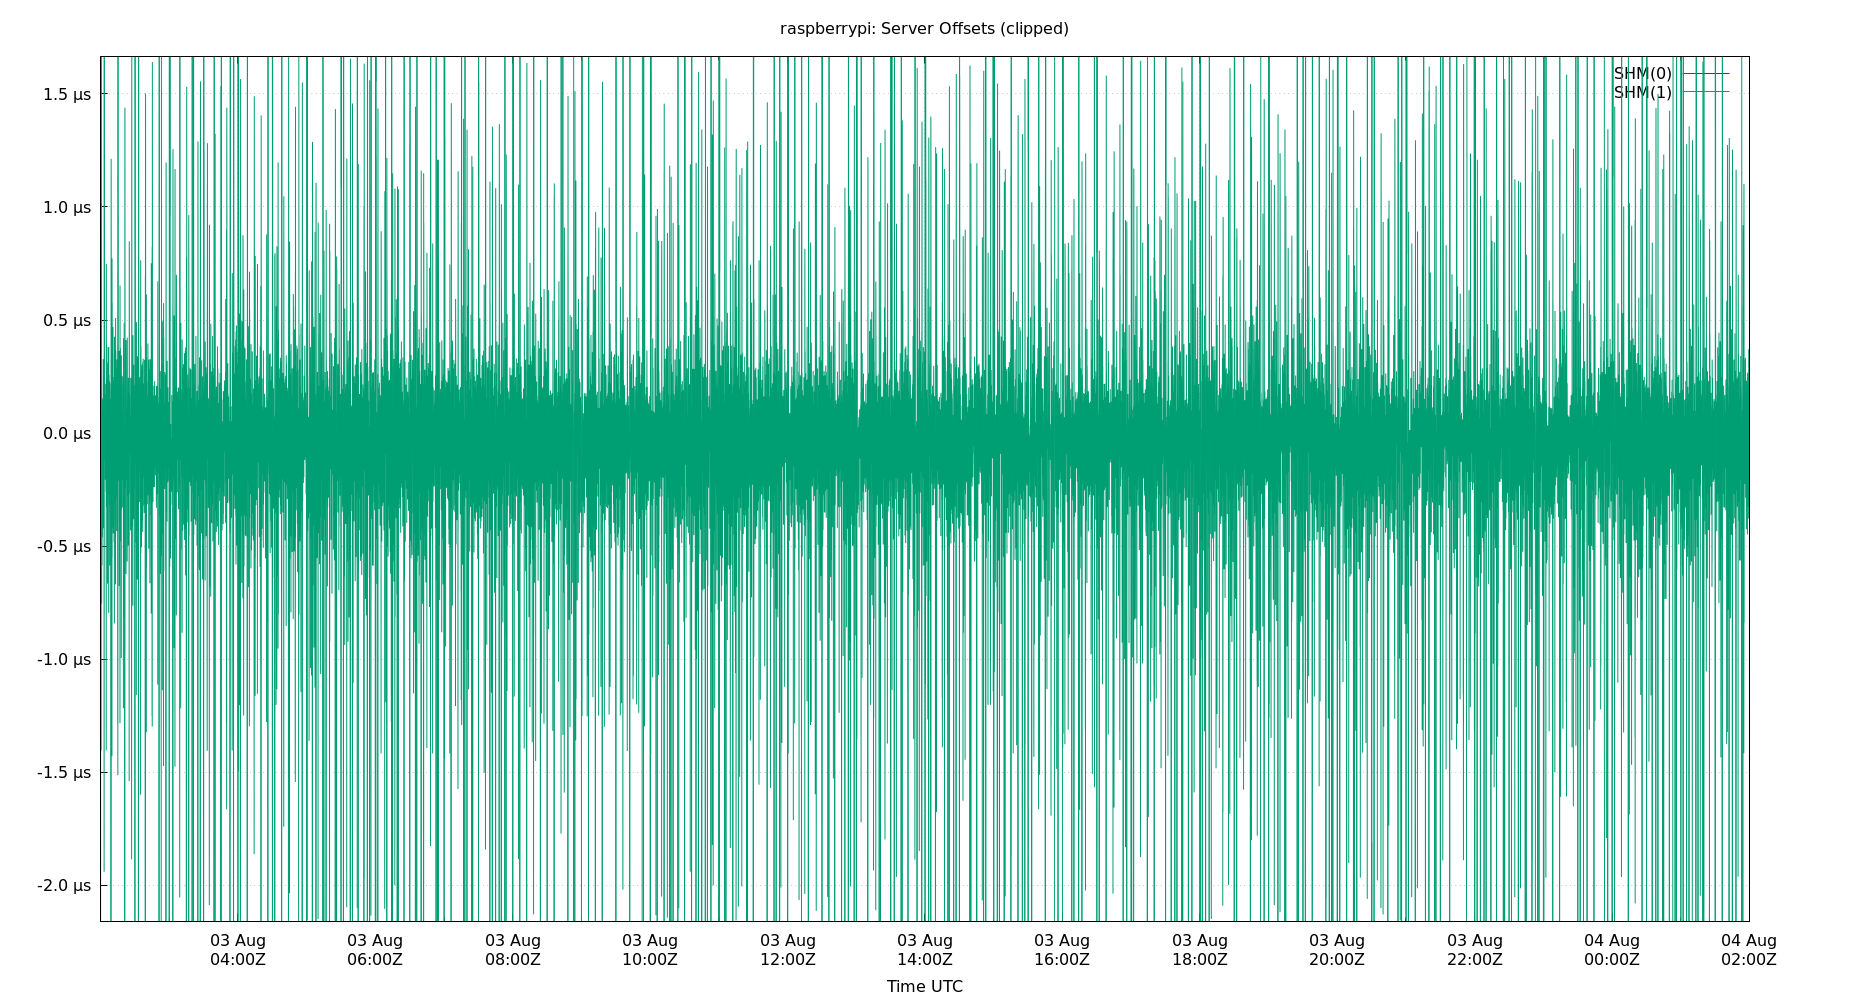 raspberrypi: Server Offsets (clipped)
SHM(0)
SHM(1)
1.5 µs
1.0 µs
0.5 µs
0.0 µs
-0.5 µs
-1.0 µs
-1.5 µs
-2.0 µs
03 Aug 03 Aug 03 Aug 03 Aug 03 Aug 03 Aug 03 Aug 03 Aug 03 Aug 03 Aug 04 Aug 04 Aug
04:00Z 06:00Z 08:00Z 10:00Z 12:00Z 14:00Z 16:00Z 18:00Z 20:00Z 22:00Z 00:00Z 02:00Z
Time UTC